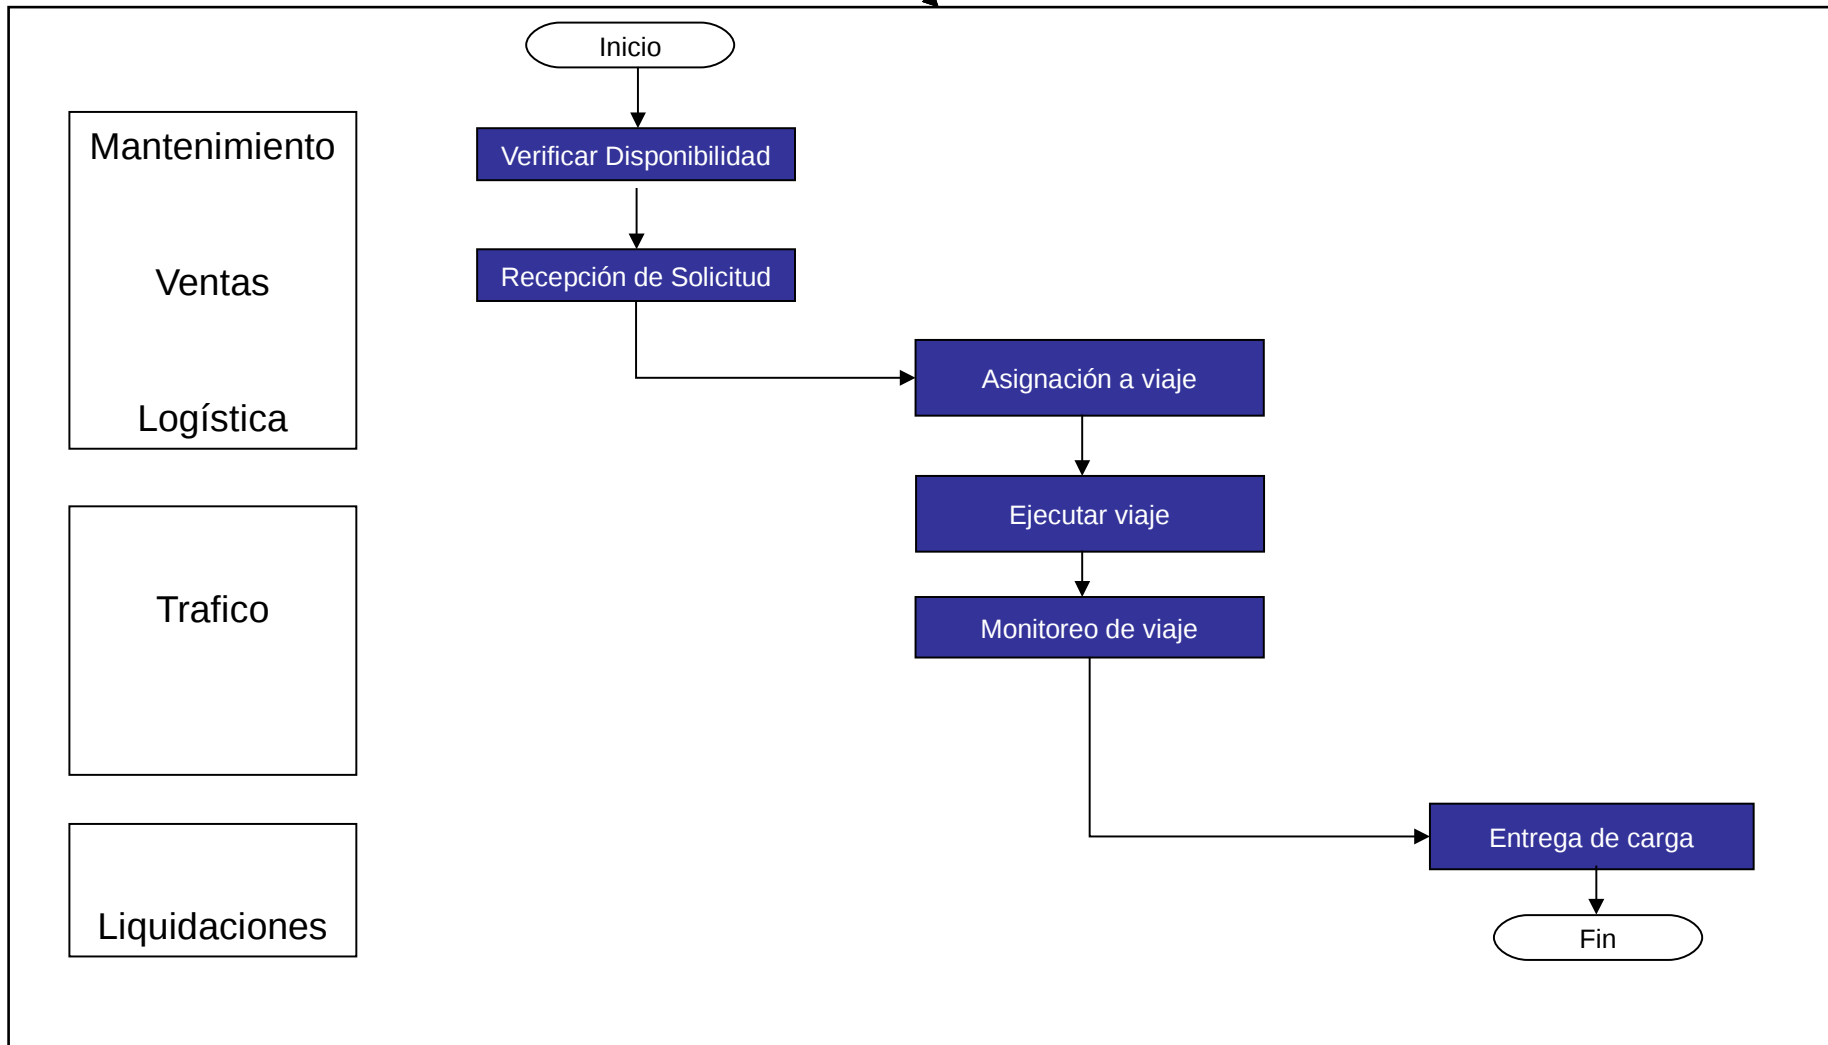 Inicio
Mantenimiento
Verificar Disponibilidad
Ventas
Recepción de Solicitud
Asignación a viaje
Logística
Ejecutar viaje
Trafico
Monitoreo de viaje
Entrega de carga
Liquidaciones
Fin